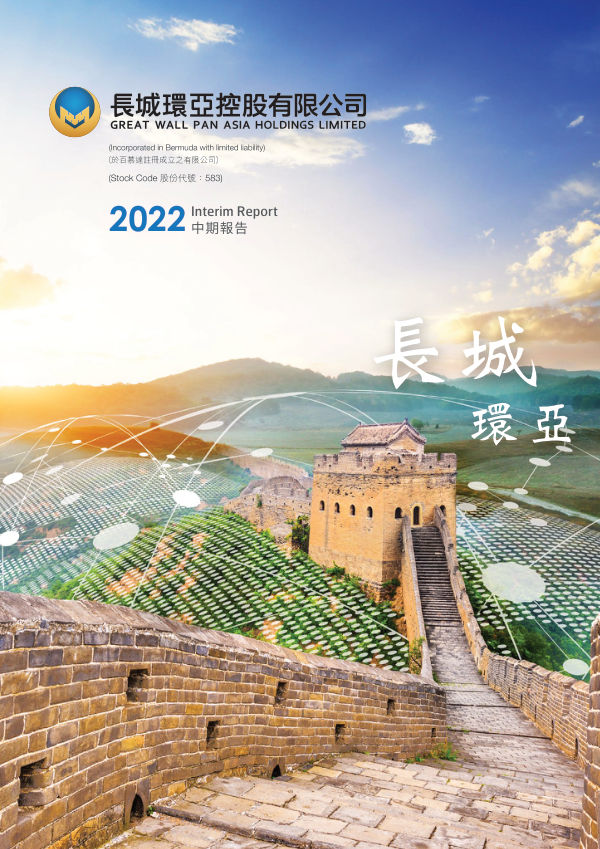 長城環亞控股有限公司
GREAT WALL PAN ASIA HOLDINGS LIMITED
(Incorporated in Bermuda with limited liability)
(於百慕達註冊成立之有限公司)
(Stock Code 股份代號：583)
2022 Interim Report
中期報告
長城
環亞